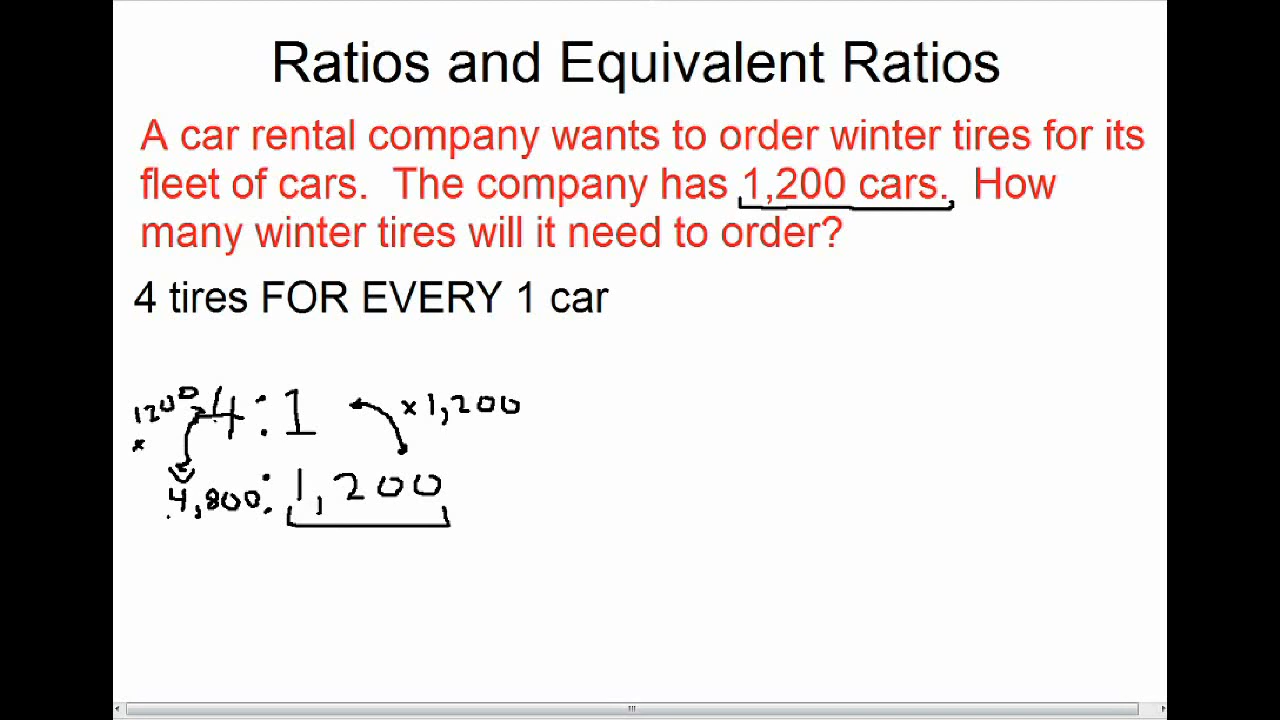 Ratios and Equivalent Ratios
A car rental company wants to order winter tires for its
fleet of cars. The company has 1,200 cars. How
many winter tires will it need to order?
4 tires FOR EVERY 1 car
1200 × 4 : 1 × 1,200
4,800 : 1,200